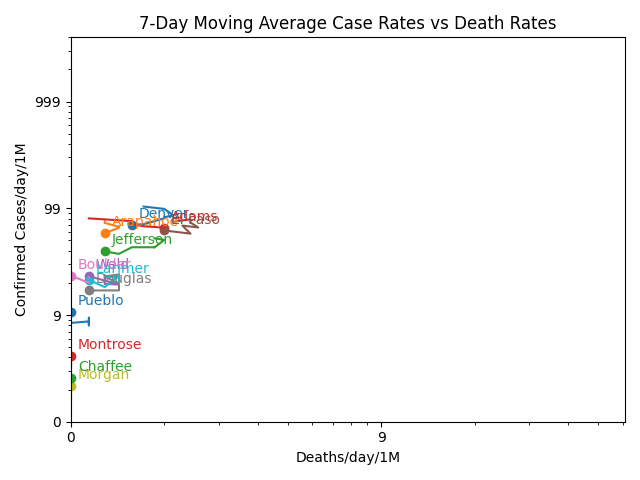 7-Day Moving Average Case Rates vs Death Rates
Confirmed Cases/day/1M
999
99
9
0
Denver
Adams
El Paso
Arapahoe
Jefferson
Boulder
Weld
Larimer
Douglas
Pueblo
Montrose
Chaffee
Morgan
0
9
Deaths/day/1M